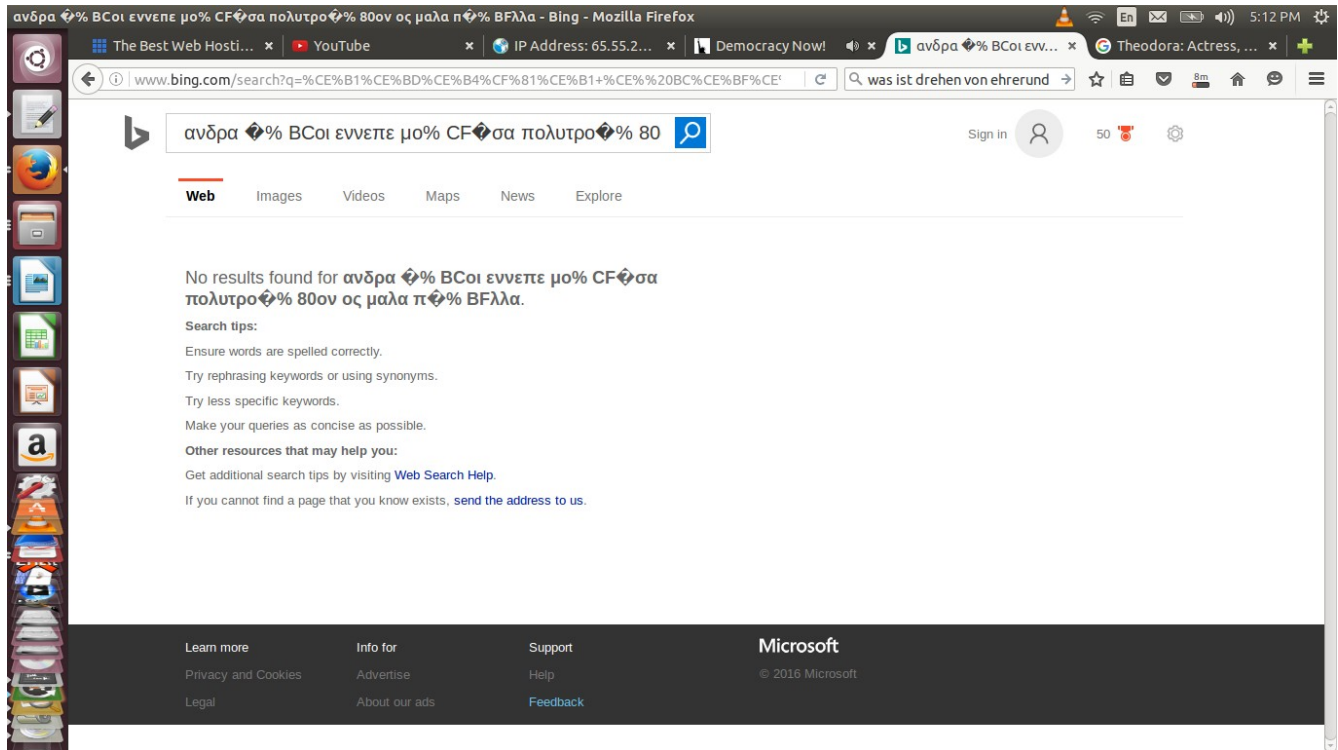 ανδρα �% BCοι εννεπε μο% CF�σα πολυτρο�% 80ον ος μαλα π�% BFλλα - Bing - Mozilla Firefox
En 5:12 PM
The Best Web Hosti... × YouTube × IP Address: 65.55.2... × Democracy Now! × ανδρα �% BCοι ενν... × Theodora: Actress, ... ×
www.bing.com/search?q=%CE%B1%CE%BD%CE%B4%CF%81%CE%B1+%CE%%20BC%CE%BF%CE% was ist drehen von ehrerund 8m
ανδρα �% BCοι εννεπε μο% CF�σα πολυτρο�% 80
Sign in 50
Web Images Videos Maps News Explore
No results found for ανδρα �% BCοι εννεπε μο% CF�σα
πολυτρο�% 80ον ος μαλα π�% BFλλα.
Search tips:
Ensure words are spelled correctly.
Try rephrasing keywords or using synonyms.
Try less specific keywords.
Make your queries as concise as possible.
Other resources that may help you:
Get additional search tips by visiting Web Search Help.
If you cannot find a page that you know exists, send the address to us.
Learn more Info for Support Microsoft
Privacy and Cookies Advertise Help © 2016 Microsoft
Legal About our ads Feedback